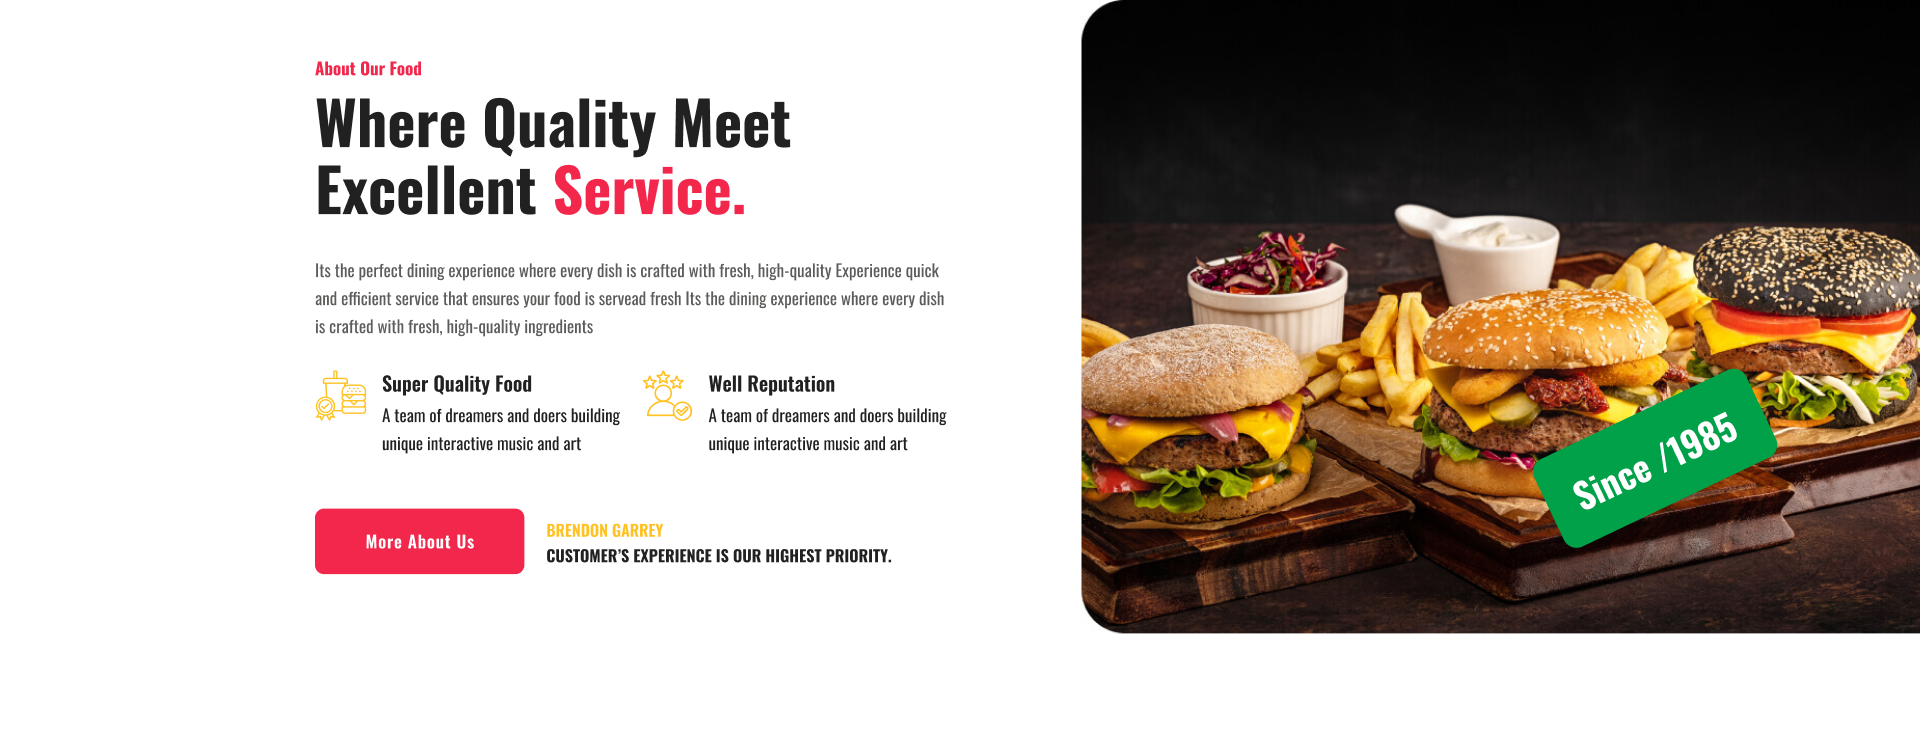 About Our Food
Where Quality Meet
Excellent Service.
Its the perfect dining experience where every dish is crafted with fresh, high-quality Experience quick
and efficient service that ensures your food is servead fresh Its the dining experience where every dish
is crafted with fresh, high-quality ingredients
Super Quality Food
A team of dreamers and doers building
unique interactive music and art
Well Reputation
A team of dreamers and doers building
unique interactive music and art
More About Us
BRENDON GARREY
CUSTOMER'S EXPERIENCE IS OUR HIGHEST PRIORITY.
Since /1985